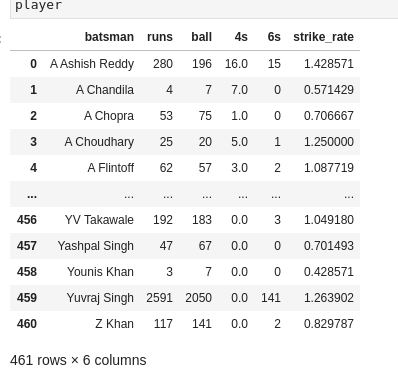 player
batsman runs ball 4s 6s strike_rate
0 A Ashish Reddy 280 196 16.0 15 1.428571
1 A Chandila 4 7 7.0 0 0.571429
2 A Chopra 53 75 1.0 0 0.706667
3 A Choudhary 25 20 5.0 1 1.250000
4 A Flintoff 62 57 3.0 2 1.087719
... ... ... ... ... ... ...
456 YV Takawale 192 183 0.0 3 1.049180
457 Yashpal Singh 47 67 0.0 0 0.701493
458 Younis Khan 3 7 0.0 0 0.428571
459 Yuvraj Singh 2591 2050 0.0 141 1.263902
460 Z Khan 117 141 0.0 2 0.829787
461 rows × 6 columns